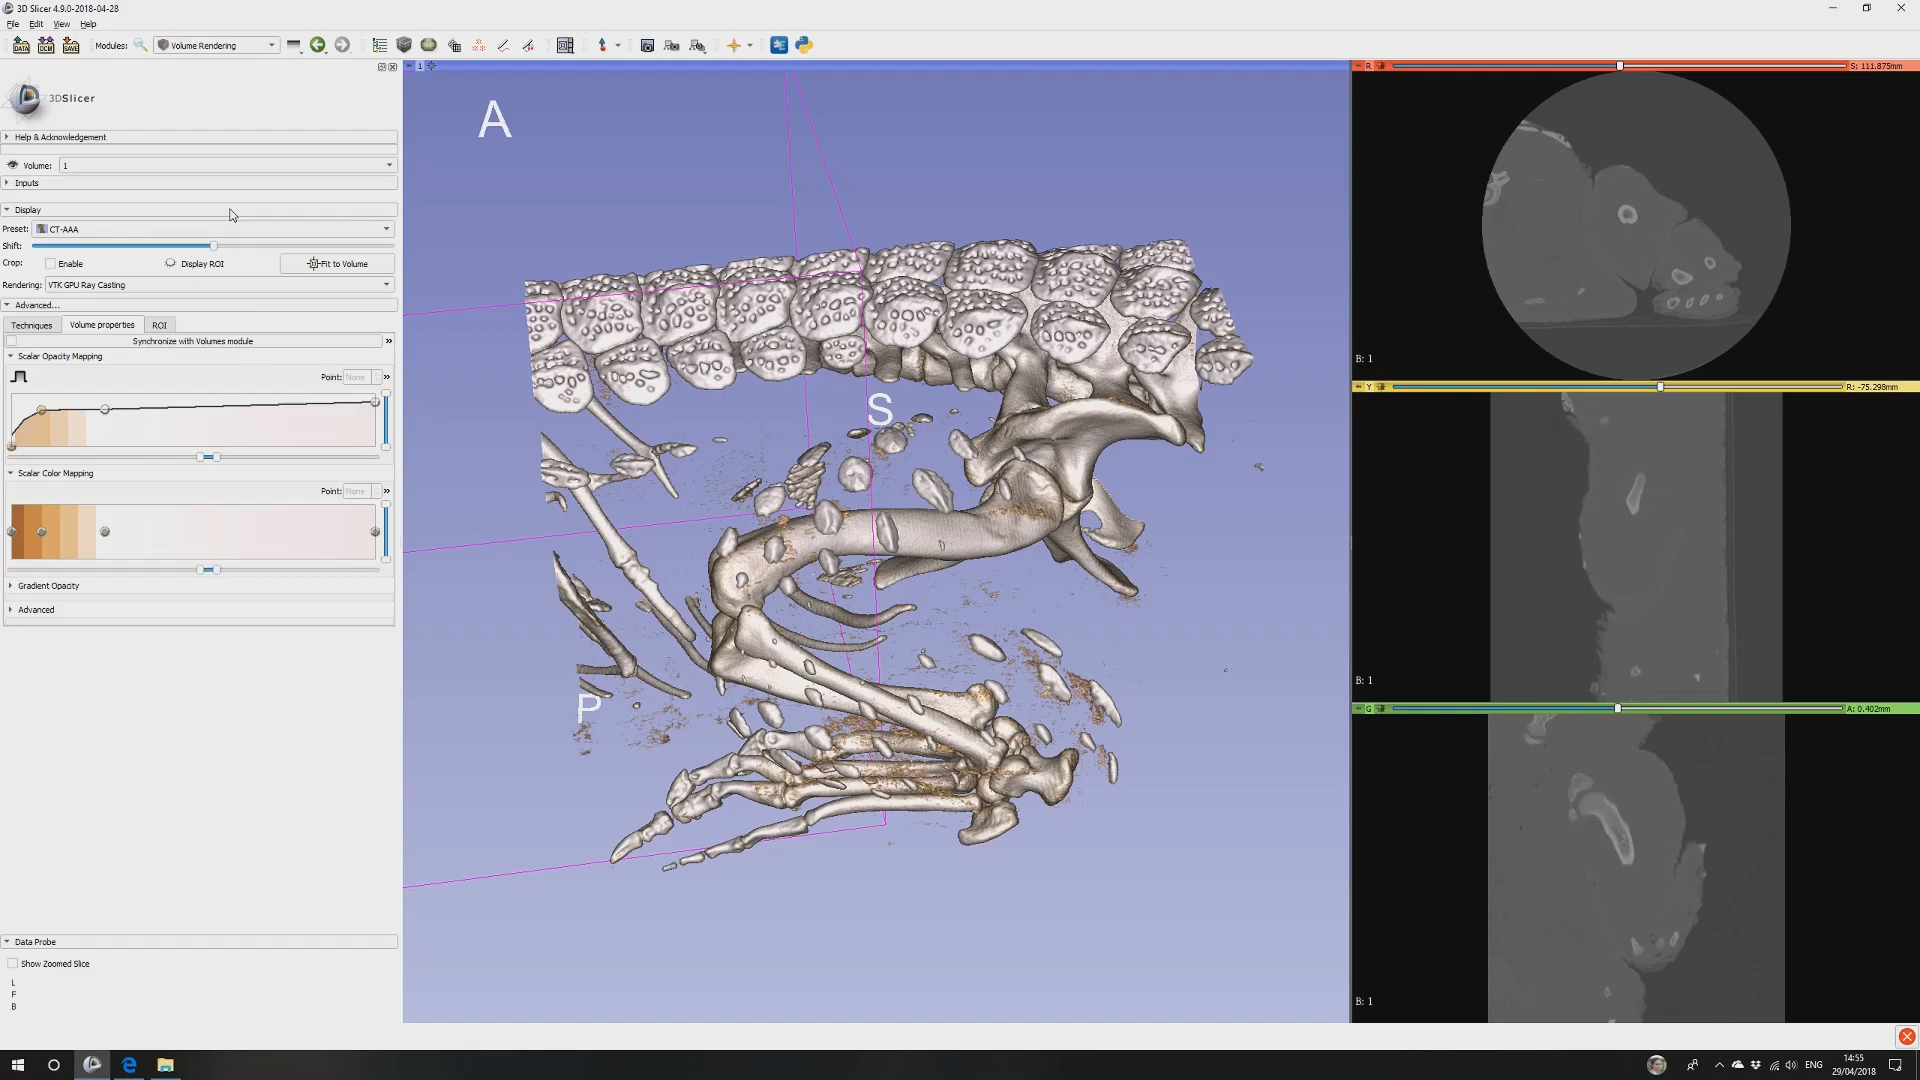 3D Slicer 4.9.0-2018-04-28
File Edit View Help
DATA DCM SAVE Modules: Volume Rendering
1
3DSlicer
Help & Acknowledgement
Volume: 1
Inputs
Display
Preset: CT-AAA
Shift:
Crop: Enable Display ROI Fit to Volume
Rendering: VTK GPU Ray Casting
Advanced...
Techniques Volume properties ROI
Synchronize with Volumes module »
Scalar Opacity Mapping
Point: None »
Scalar Color Mapping
Point: None »
Gradient Opacity
Advanced
Data Probe
Show Zoomed Slice
L
F
B
A
S
P
R S: 111.875mm
B: 1
Y R: -75.298mm
B: 1
G A: 0.402mm
B: 1
ENG
14:55
29/04/2018